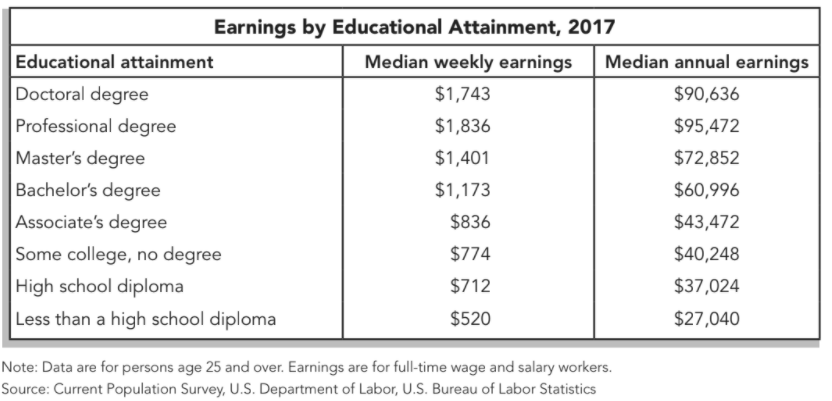 Earnings by Educational Attainment, 2017
Educational attainment Median weekly earnings Median annual earnings
Doctoral degree $1,743 $90,636
Professional degree $1,836 $95,472
Master's degree $1,401 $72,852
Bachelor's degree $1,173 $60,996
Associate's degree $836 $43,472
Some college, no degree $774 $40,248
High school diploma $712 $37,024
Less than a high school diploma $520 $27,040
Note: Data are for persons age 25 and over. Earnings are for full-time wage and salary workers.
Source: Current Population Survey, U.S. Department of Labor, U.S. Bureau of Labor Statistics